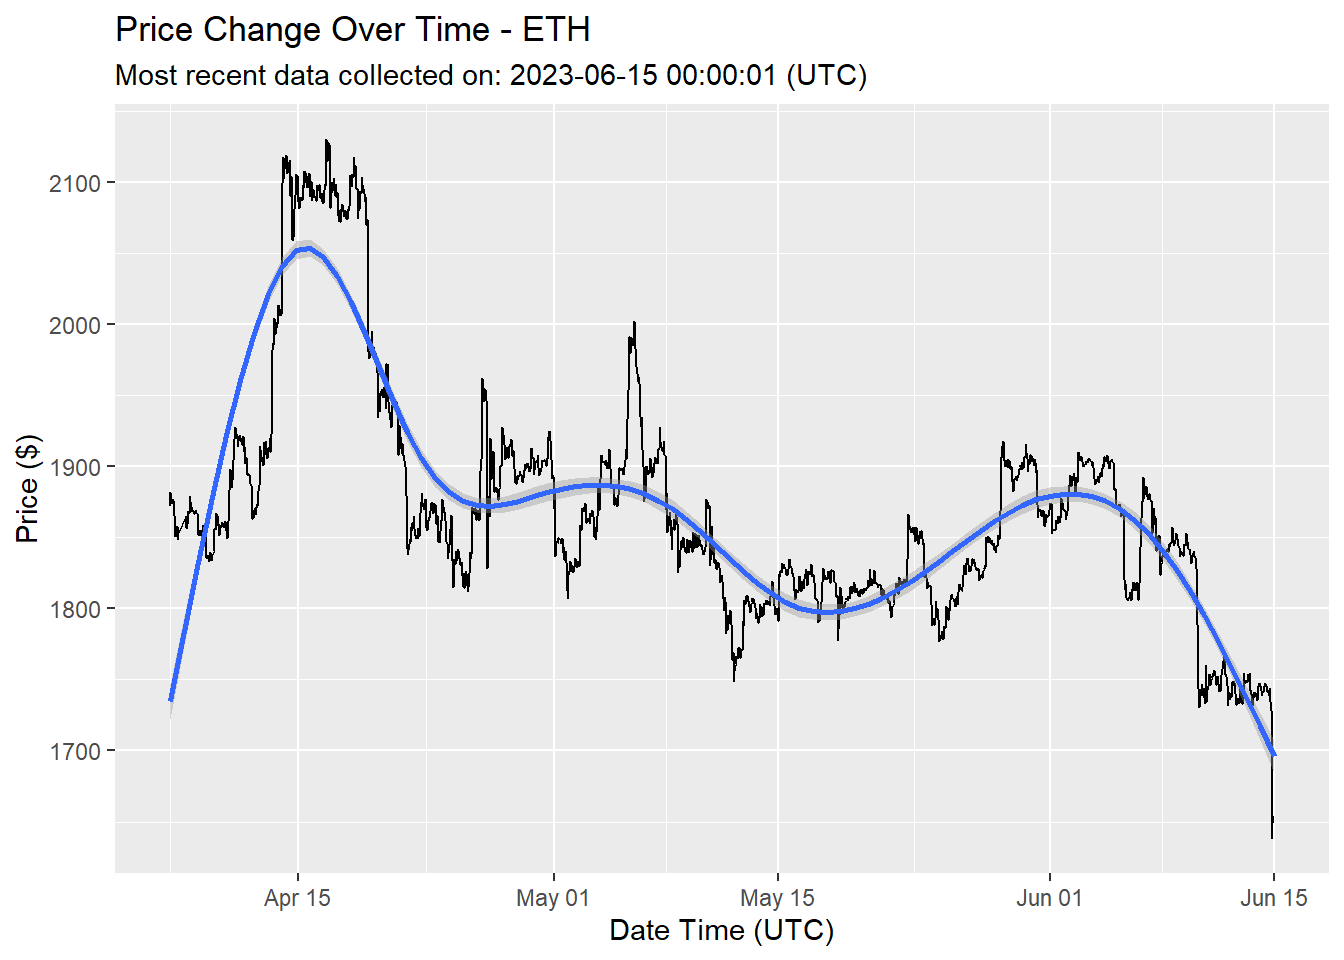 Price Change Over Time - ETH
Most recent data collected on: 2023-06-15 00:00:01 (UTC)
Price ($)
2100
2000
1900
1800
1700
Apr 15
May 01
May 15
Jun 01
Jun 15
Date Time (UTC)